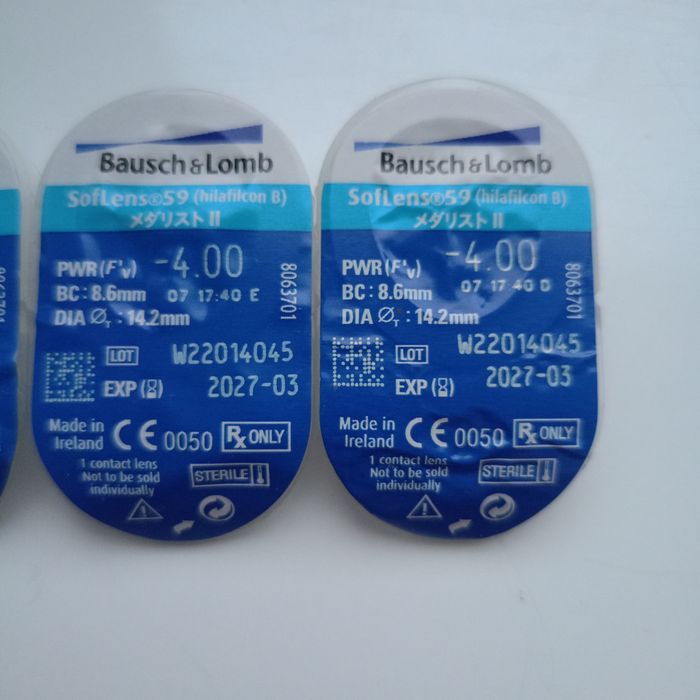 Bausch & Lomb
SofLens®59 (hilafilcon B)
メダリスト II
PWR (F'v) -4.00
BC: 8.6mm 07 17:40 E
DIA ∅T : 14.2mm
8063701
LOT W22014045
EXP 2027-03
Made in
Ireland
CE 0050 Rx ONLY
1 contact lens
Not to be sold
individually
STERILE
Bausch & Lomb
SofLens®59 (hilafilcon B)
メダリスト II
PWR (F'v) -4.00
BC: 8.6mm 07 17:40 D
DIA ∅T : 14.2mm
8063701
LOT W22014045
EXP 2027-03
Made in
Ireland
CE 0050 Rx ONLY
1 contact lens
Not to be sold
individually
STERILE